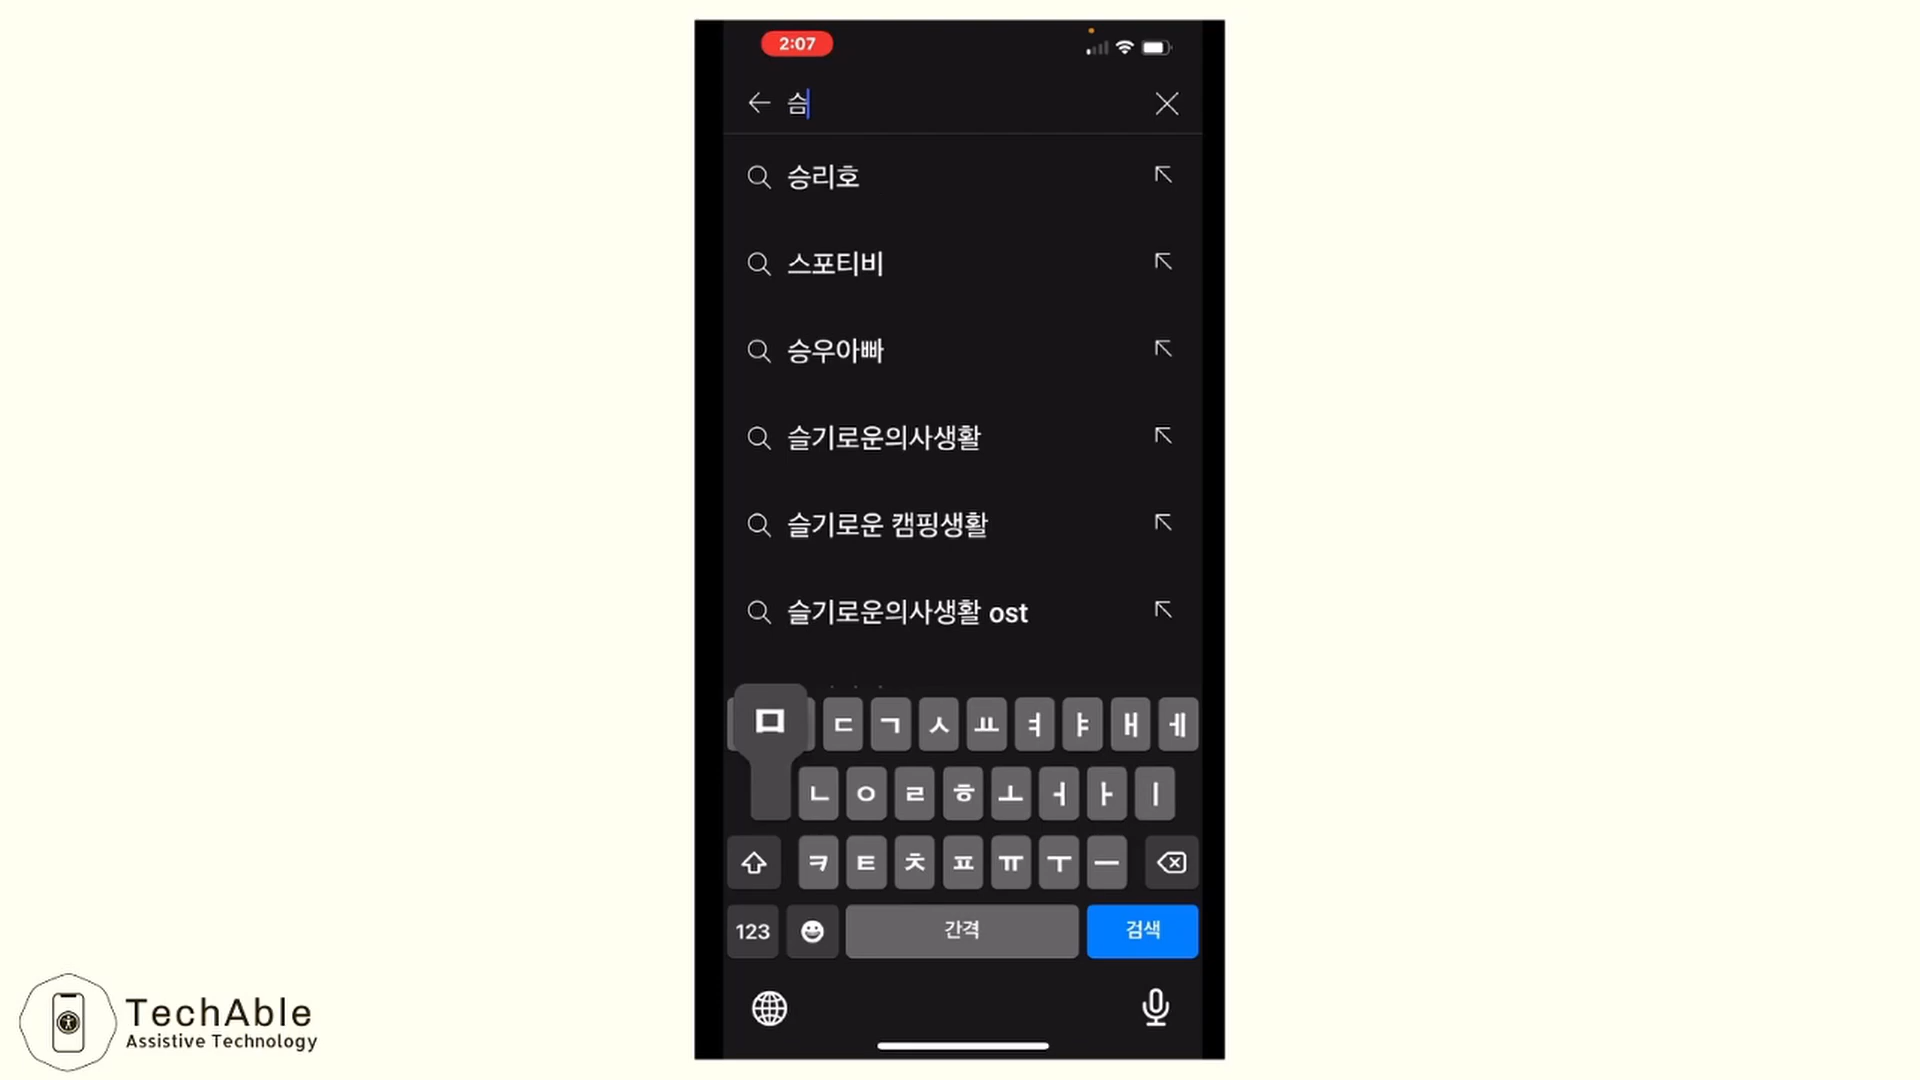 2:07
슴
승리호
스포티비
승우아빠
슬기로운의사생활
슬기로운 캠핑생활
슬기로운의사생활 ost
ㅁ ㄷ ㄱ ㅅ ㅛ ㅕ ㅑ ㅐ ㅔ
ㄴ ㅇ ㄹ ㅎ ㅗ ㅓ ㅏ ㅣ
ㅋ ㅌ ㅊ ㅍ ㅠ ㅜ ㅡ
123 간격 검색
TechAble
Assistive Technology